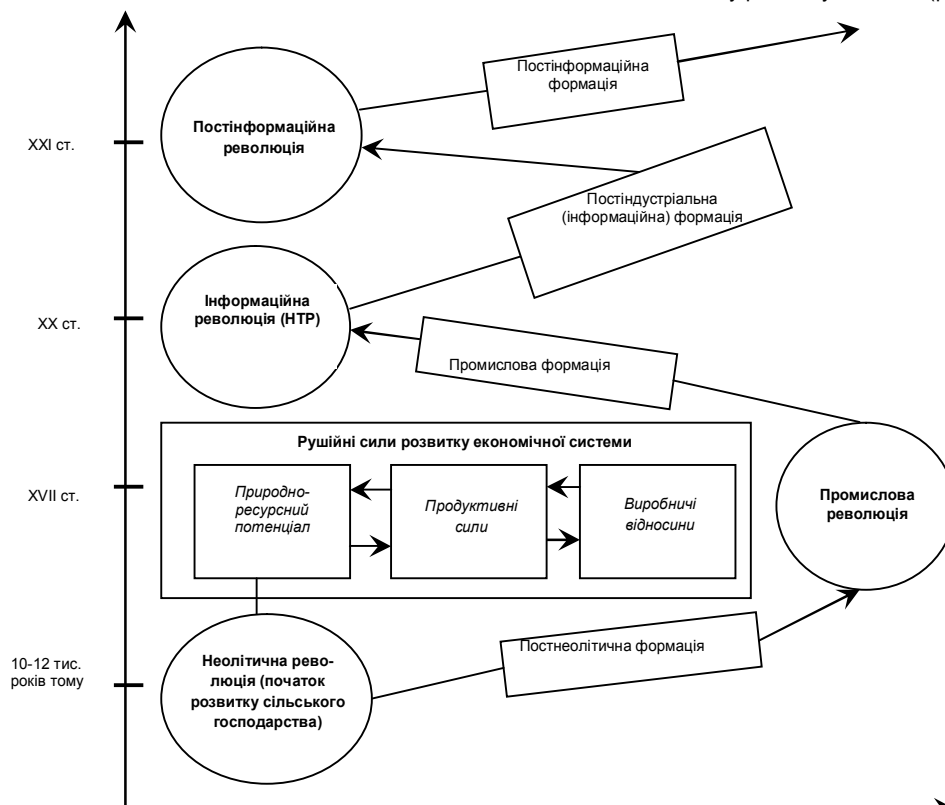 Постінформаційна
формація
Постінформаційна
революція
XXI ст.
Постіндустріальна
(інформаційна) формація
Інформаційна
революція (НТР)
XX ст.
Промислова формація
Рушійні сили розвитку економічної системи
Природно-
ресурсний
потенціал
Продуктивні
сили
Виробничі
відносини
XVII ст.
Промислова
революція
Постнеолітична формація
10-12 тис.
років тому
Неолітична рево-
люція (початок
розвитку сільського
господарства)